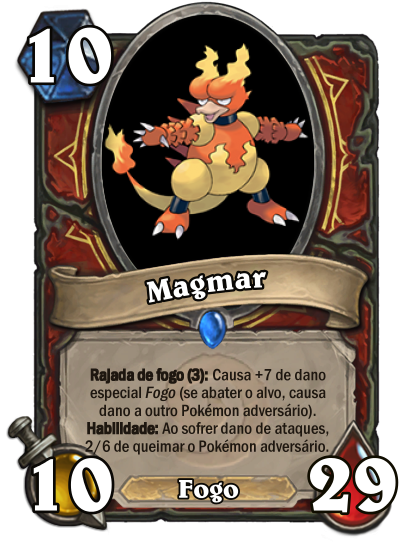 10
Magmar
Rajada de fogo (3): Causa +7 de dano
especial Fogo (se abater o alvo, causa
dano a outro Pokémon adversário).
Habilidade: Ao sofrer dano de ataques,
2/6 de queimar o Pokémon adversário.
10
Fogo
29